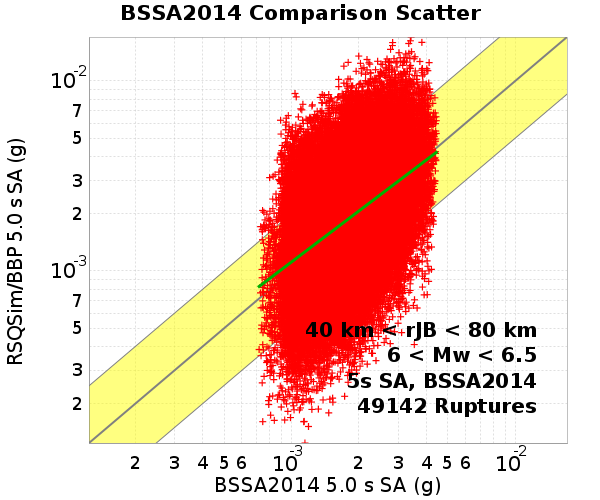 BSSA2014 Comparison Scatter
RSQSim/BBP 5.0 s SA (g)
10-2
7
5
3
2
10-3
7
5
3
2
40 km < rJB < 80 km
6 < Mw < 6.5
5s SA, BSSA2014
49142 Ruptures
2 3 4 5 6 10-3 2 3 4 5 6 10-2
BSSA2014 5.0 s SA (g)